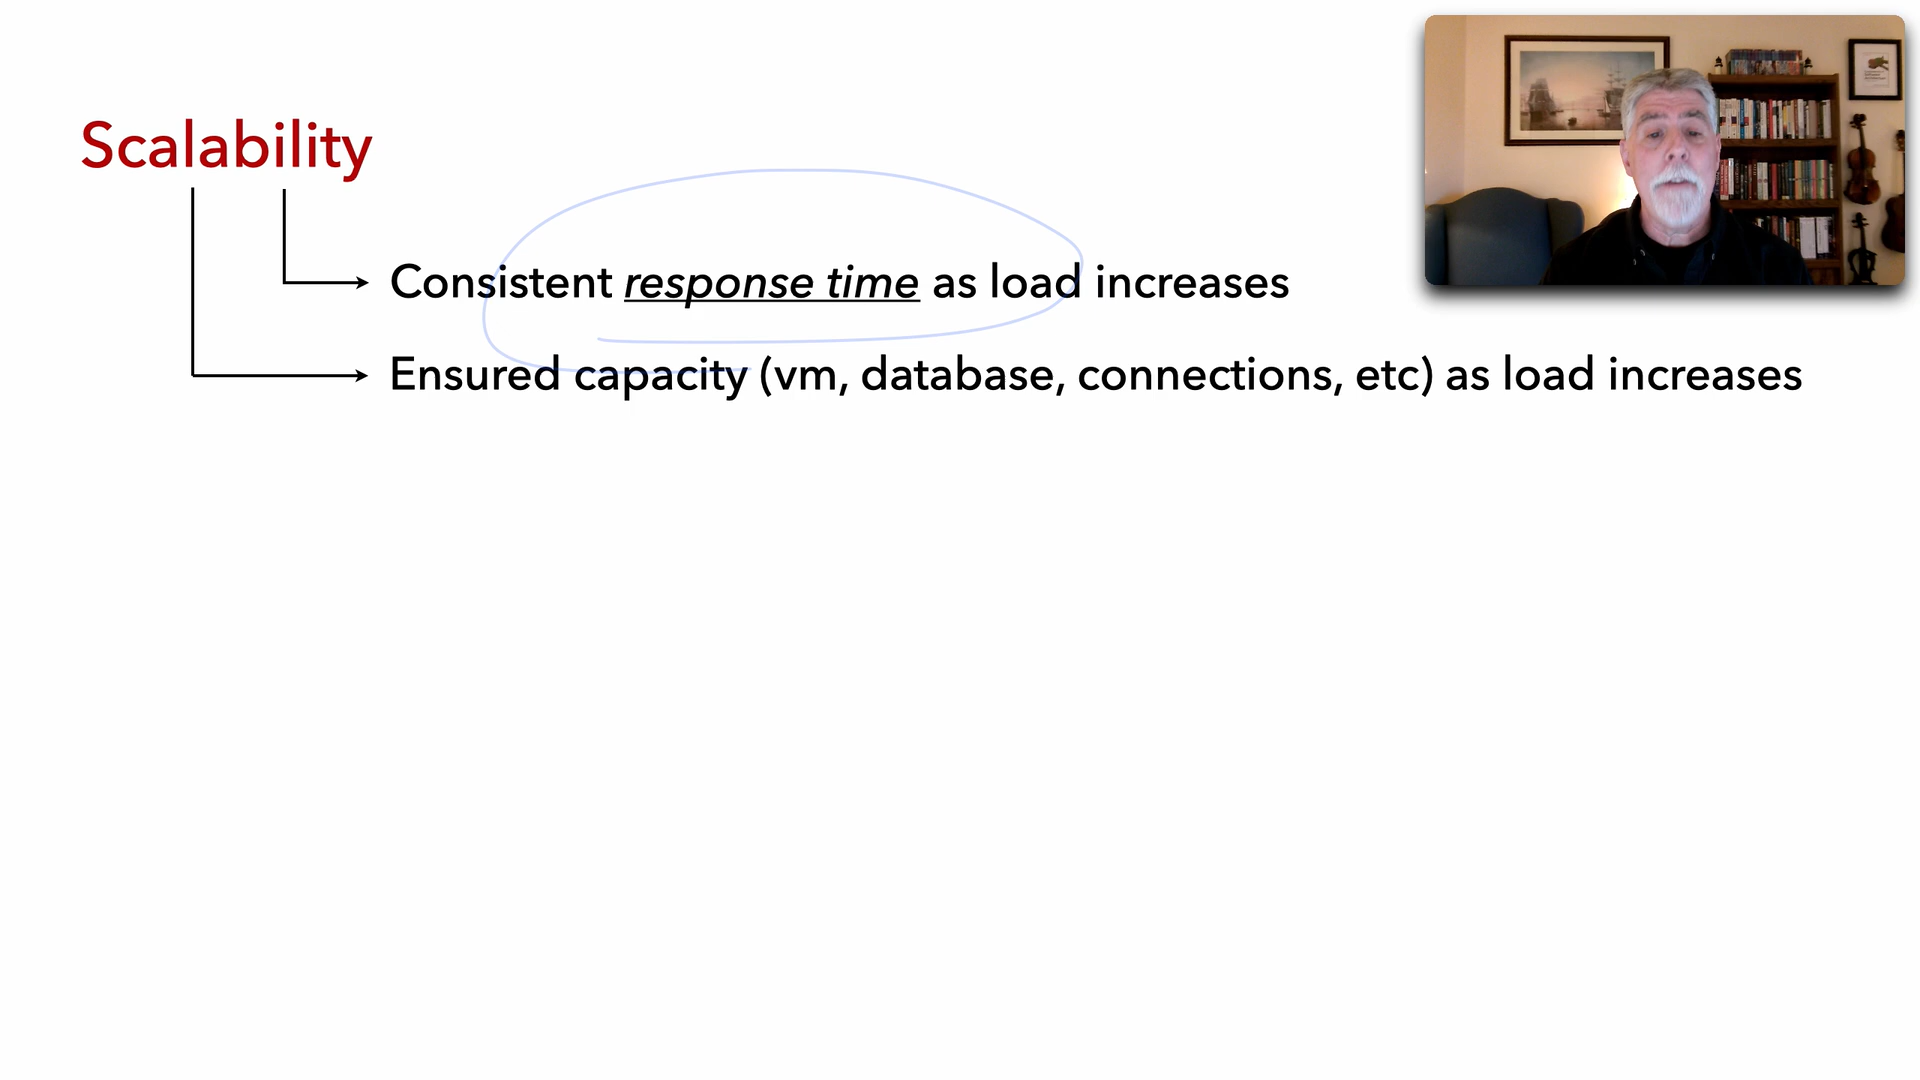 Scalability
Consistent response time as load increases
Ensured capacity (vm, database, connections, etc) as load increases